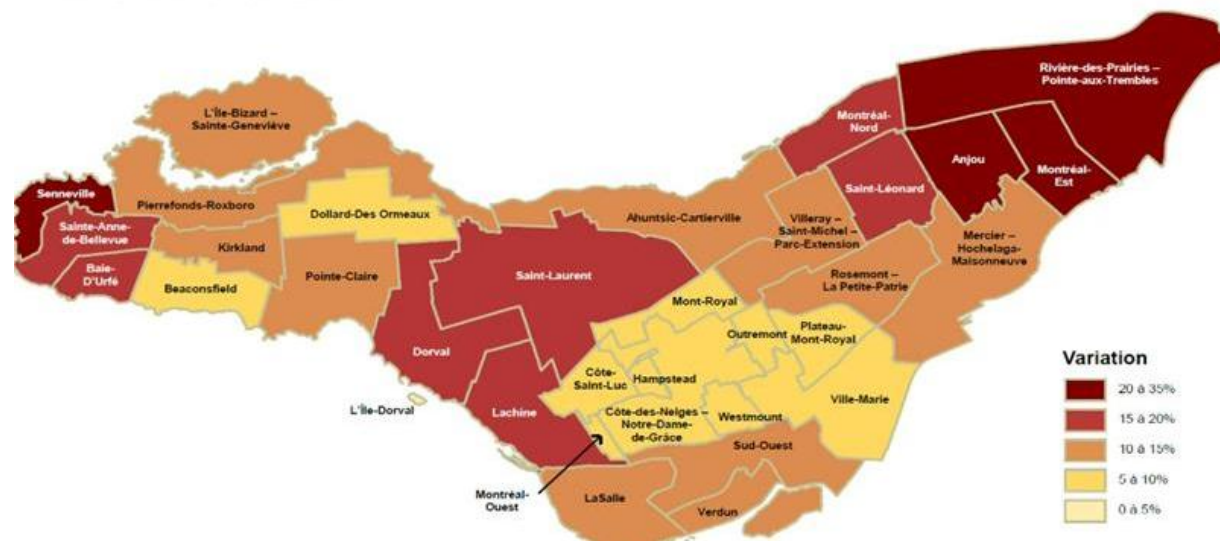 Rivière-des-Prairies –
Pointe-aux-Trembles
L'Île-Bizard –
Sainte-Geneviève
Montréal-
Nord
Anjou
Montréal-
Est
Senneville
Saint-Léonard
Pierrefonds-Roxboro
Dollard-Des Ormeaux
Ahuntsic-Cartierville
Villeray –
Saint-Michel –
Parc-Extension
Sainte-Anne-
de-Bellevue
Mercier –
Hochelaga-
Maisonneuve
Kirkland
Pointe-Claire
Saint-Laurent
Baie-
D'Urfé
Beaconsfield
Rosemont –
La Petite-Patrie
Mont-Royal
Outremont
Plateau-
Mont-Royal
Dorval
Côte-
Saint-Luc
Hampstead
Variation
20 à 35%
15 à 20%
10 à 15%
5 à 10%
0 à 5%
L'Île-Dorval
Lachine
Côte-des-Neiges –
Notre-Dame-
de-Grâce
Westmount
Ville-Marie
Sud-Ouest
Montréal-
Ouest
LaSalle
Verdun